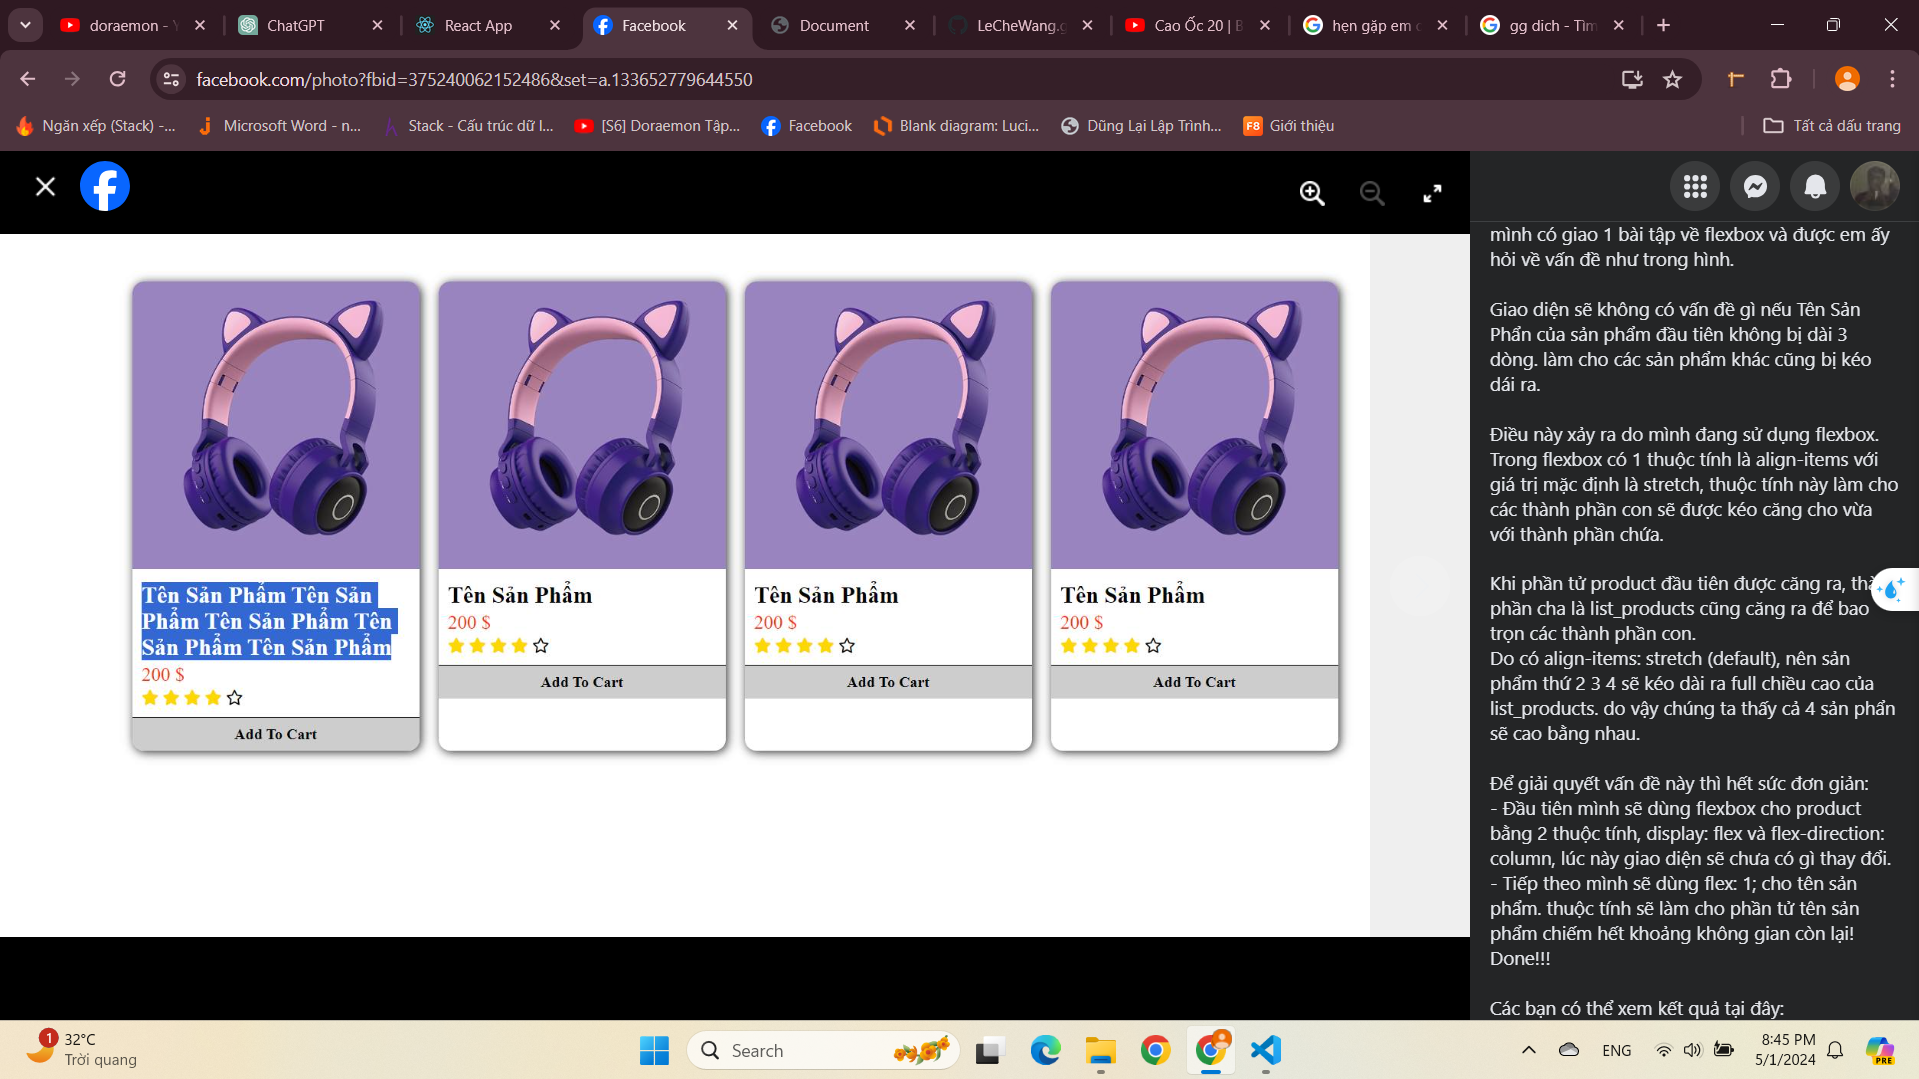 doraemon - Y
ChatGPT
React App
Facebook
Document
LeCheWang.g
Cao Ốc 20 | B
hẹn gặp em c
gg dich - Tìm
facebook.com/photo?fbid=375240062152486&set=a.133652779644550
Ngăn xếp (Stack) -...
Microsoft Word - n...
Stack - Cấu trúc dữ l...
[S6] Doraemon Tập...
Facebook
Blank diagram: Luci...
Dũng Lại Lập Trình...
F8
Giới thiệu
Tất cả dấu trang
Tên Sản Phẩm Tên Sản
Phẩm Tên Sản Phẩm Tên
Sản Phẩm Tên Sản Phẩm
200 $
Add To Cart
Tên Sản Phẩm
200 $
Add To Cart
Tên Sản Phẩm
200 $
Add To Cart
Tên Sản Phẩm
200 $
Add To Cart
mình có giao 1 bài tập về flexbox và được em ấy
hỏi về vấn đề như trong hình.
Giao diện sẽ không có vấn đề gì nếu Tên Sản
Phẩn của sản phẩm đầu tiên không bị dài 3
dòng. làm cho các sản phẩm khác cũng bị kéo
dái ra.
Điều này xảy ra do mình đang sử dụng flexbox.
Trong flexbox có 1 thuộc tính là align-items với
giá trị mặc định là stretch, thuộc tính này làm cho
các thành phần con sẽ được kéo căng cho vừa
với thành phần chứa.
Khi phần tử product đầu tiên được căng ra, thà
phần cha là list_products cũng căng ra để bao
trọn các thành phần con.
Do có align-items: stretch (default), nên sản
phẩm thứ 2 3 4 sẽ kéo dài ra full chiều cao của
list_products. do vậy chúng ta thấy cả 4 sản phẩn
sẽ cao bằng nhau.
Để giải quyết vấn đề này thì hết sức đơn giản:
- Đầu tiên mình sẽ dùng flexbox cho product
bằng 2 thuộc tính, display: flex và flex-direction:
column, lúc này giao diện sẽ chưa có gì thay đổi.
- Tiếp theo mình sẽ dùng flex: 1; cho tên sản
phẩm. thuộc tính sẽ làm cho phần tử tên sản
phẩm chiếm hết khoảng không gian còn lại!
Done!!!
Các bạn có thể xem kết quả tại đây:
1
32°C
Trời quang
Search
ENG
8:45 PM
5/1/2024
PRE